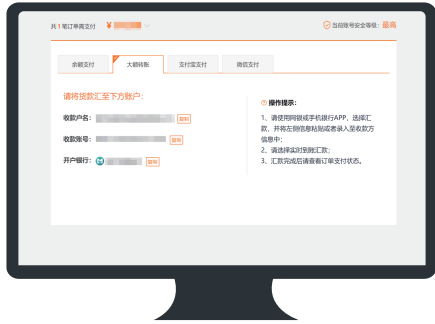 共1笔订单需支付 ¥
当前账号安全等级：最高
余额支付 大额转账 支付宝支付 微信支付
请将货款汇至下方账户：
收款户名： 复制
收款账号： 复制
开户银行： 复制
操作提示：
1、请使用网银或手机银行APP，选择汇
款，并将左侧信息粘贴或者录入至收款方
信息中；
2、请选择实时到账汇款；
3、汇款完成后请查看订单支付状态。